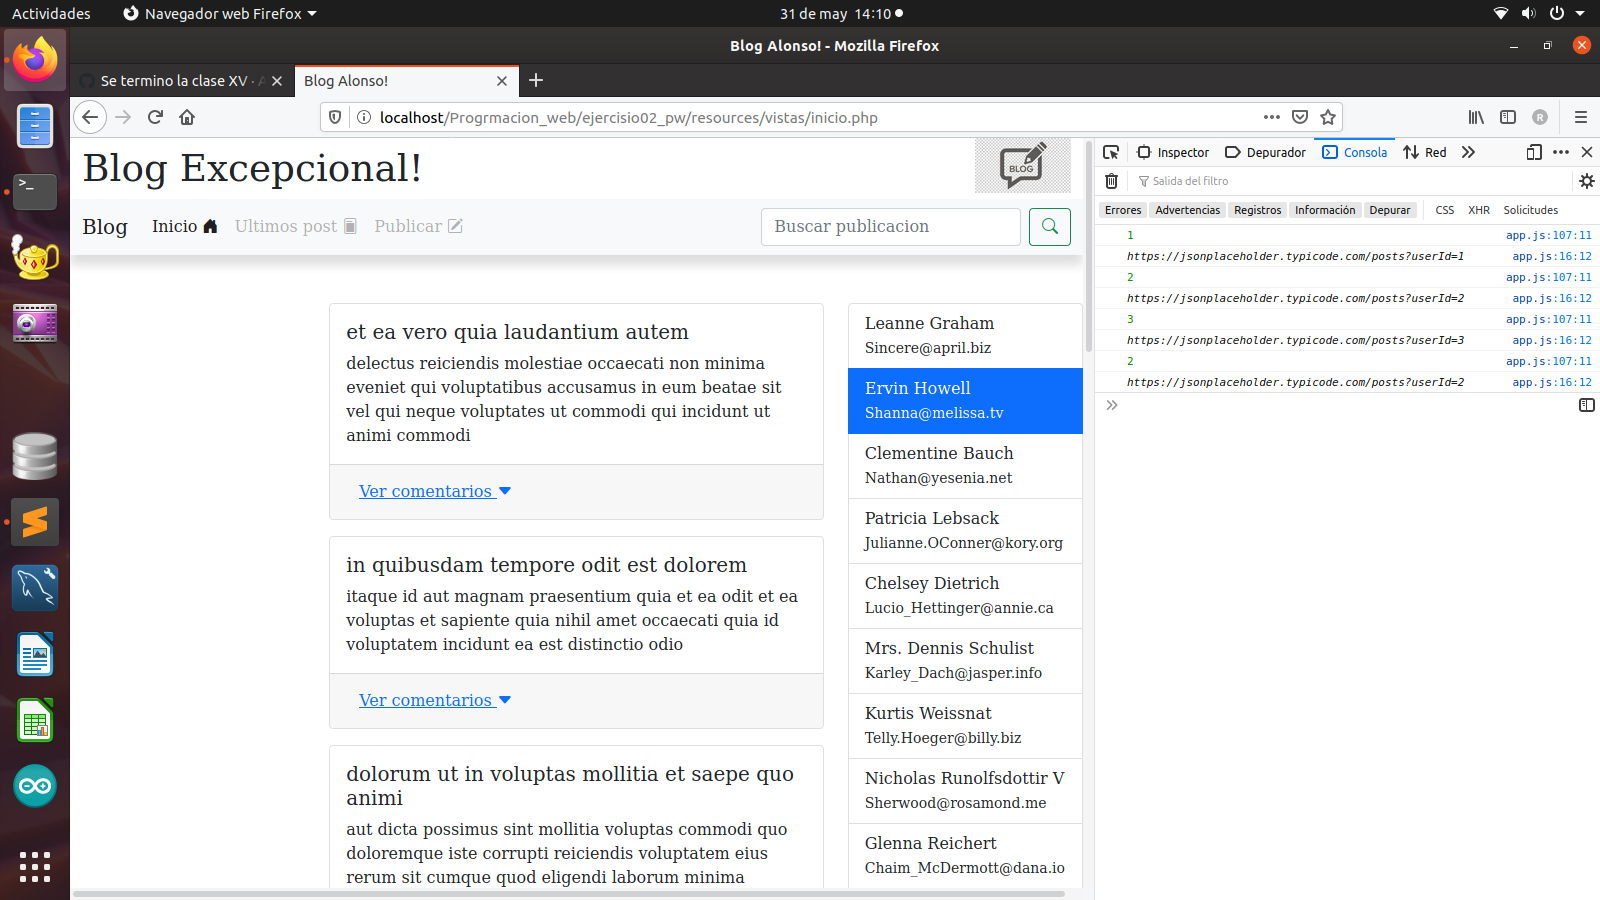 Actividades
Navegador web Firefox
31 de may 14:10
Blog Alonso! - Mozilla Firefox
Se termino la clase XV · A
Blog Alonso!
localhost/Progrmacion_web/ejercisio02_pw/resources/vistas/inicio.php
Blog Excepcional!
BLOG
Blog
Inicio
Ultimos post
Publicar
Buscar publicacion
et ea vero quia laudantium autem
delectus reiciendis molestiae occaecati non minima
eveniet qui voluptatibus accusamus in eum beatae sit
vel qui neque voluptates ut commodi qui incidunt ut
animi commodi
Ver comentarios
in quibusdam tempore odit est dolorem
itaque id aut magnam praesentium quia et ea odit et ea
voluptas et sapiente quia nihil amet occaecati quia id
voluptatem incidunt ea est distinctio odio
Ver comentarios
dolorum ut in voluptas mollitia et saepe quo
animi
aut dicta possimus sint mollitia voluptas commodi quo
doloremque iste corrupti reiciendis voluptatem eius
rerum sit cumque quod eligendi laborum minima
Leanne Graham
Sincere@april.biz
Ervin Howell
Shanna@melissa.tv
Clementine Bauch
Nathan@yesenia.net
Patricia Lebsack
Julianne.OConner@kory.org
Chelsey Dietrich
Lucio_Hettinger@annie.ca
Mrs. Dennis Schulist
Karley_Dach@jasper.info
Kurtis Weissnat
Telly.Hoeger@billy.biz
Nicholas Runolfsdottir V
Sherwood@rosamond.me
Glenna Reichert
Chaim_McDermott@dana.io
Inspector
Depurador
Consola
Red
Salida del filtro
Errores
Advertencias
Registros
Información
Depurar
CSS
XHR
Solicitudes
1 app.js:107:11
https://jsonplaceholder.typicode.com/posts?userId=1 app.js:16:12
2 app.js:107:11
https://jsonplaceholder.typicode.com/posts?userId=2 app.js:16:12
3 app.js:107:11
https://jsonplaceholder.typicode.com/posts?userId=3 app.js:16:12
2 app.js:107:11
https://jsonplaceholder.typicode.com/posts?userId=2 app.js:16:12